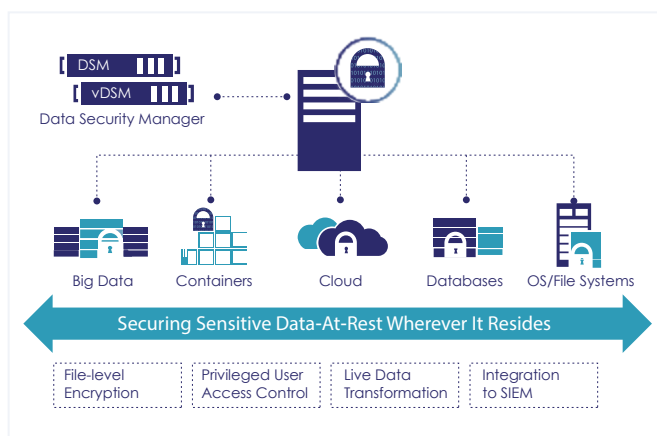 DSM
vDSM
Data Security Manager
Big Data
Containers
Cloud
Databases
OS/File Systems
Securing Sensitive Data-At-Rest Wherever It Resides
File-level
Encryption
Privileged User
Access Control
Live Data
Transformation
Integration
to SIEM